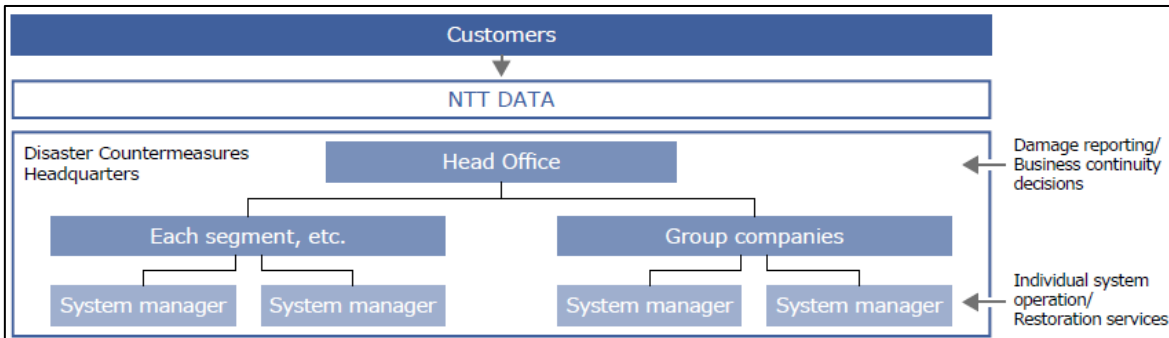 Customers
NTT DATA
Disaster Countermeasures
Headquarters
Head Office
Damage reporting/
Business continuity
decisions
Each segment, etc.
Group companies
System manager
System manager
System manager
System manager
Individual system
operation/
Restoration services